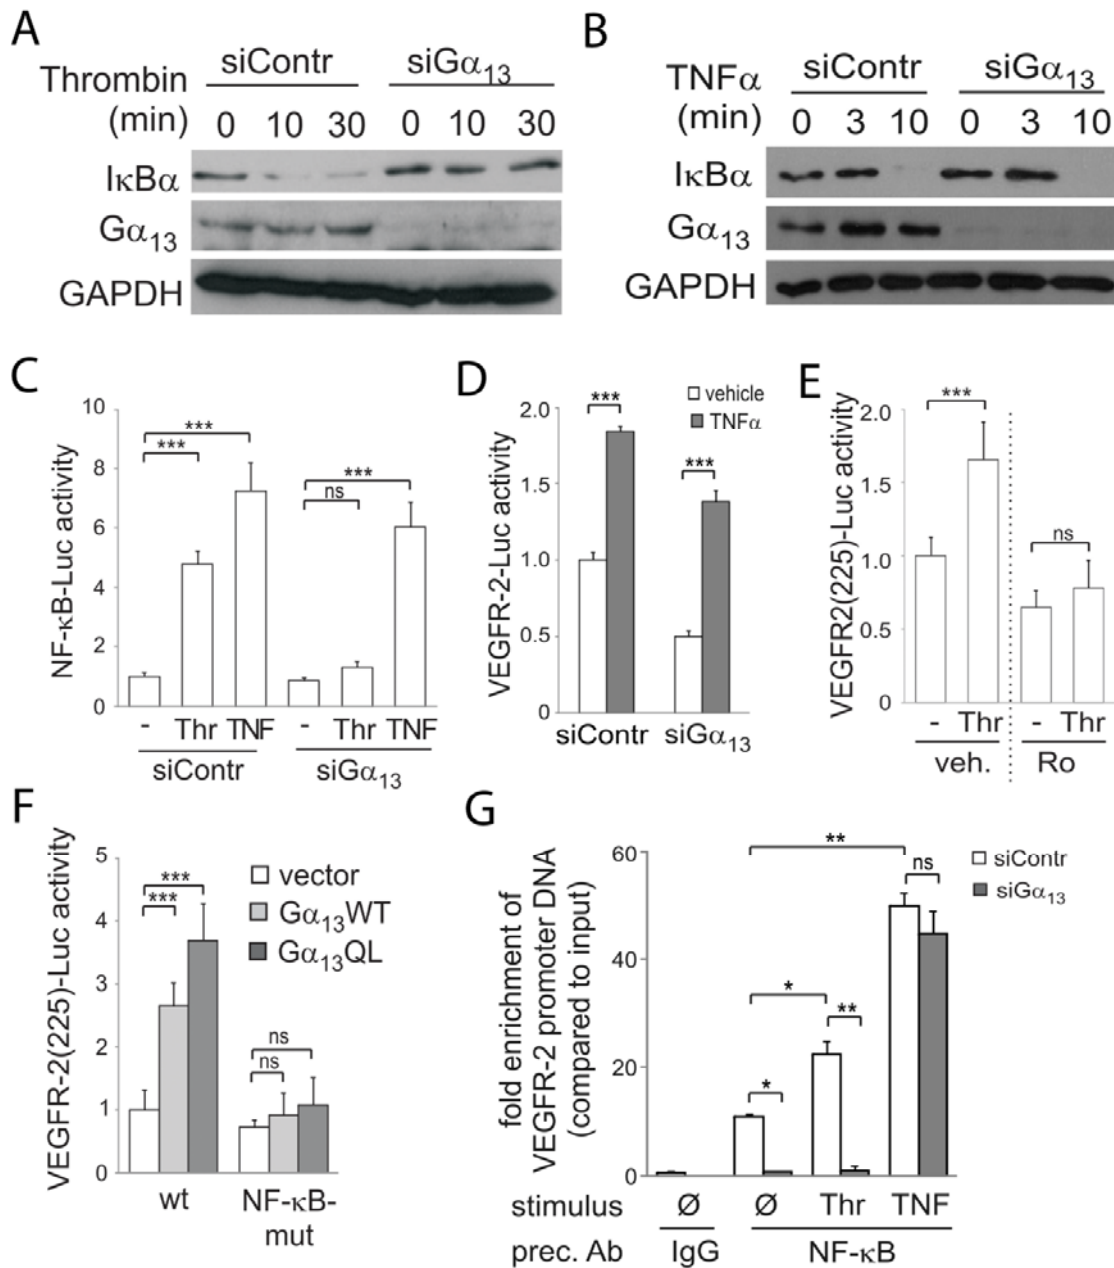 A
Thrombin
(min)
siContr
siGα13
0 10 30 0 10 30
IκBα
Gα13
GAPDH
B
TNFα
(min)
siContr
siGα13
0 3 10 0 3 10
IκBα
Gα13
GAPDH
C
NF-κB-Luc activity
10
8
6
4
2
0
***
***
***
ns
- Thr TNF - Thr TNF
siContr
siGα13
D
VEGFR-2-Luc activity
vehicle
TNFα
2.0
1.5
1.0
0.5
0
***
***
siContr siGα13
E
VEGFR2(225)-Luc activity
2.0
1.5
1.0
0.5
0
***
ns
- Thr - Thr
veh. Ro
F
VEGFR-2(225)-Luc activity
5
4
3
2
1
0
***
***
ns
ns
vector
Gα13WT
Gα13QL
wt
NF-κB-
mut
G
fold enrichment of
VEGFR-2 promoter DNA
(compared to input)
60
40
20
0
**
ns
*
**
*
siContr
siGα13
stimulus Ø Ø Thr TNF
prec. Ab IgG NF-κB